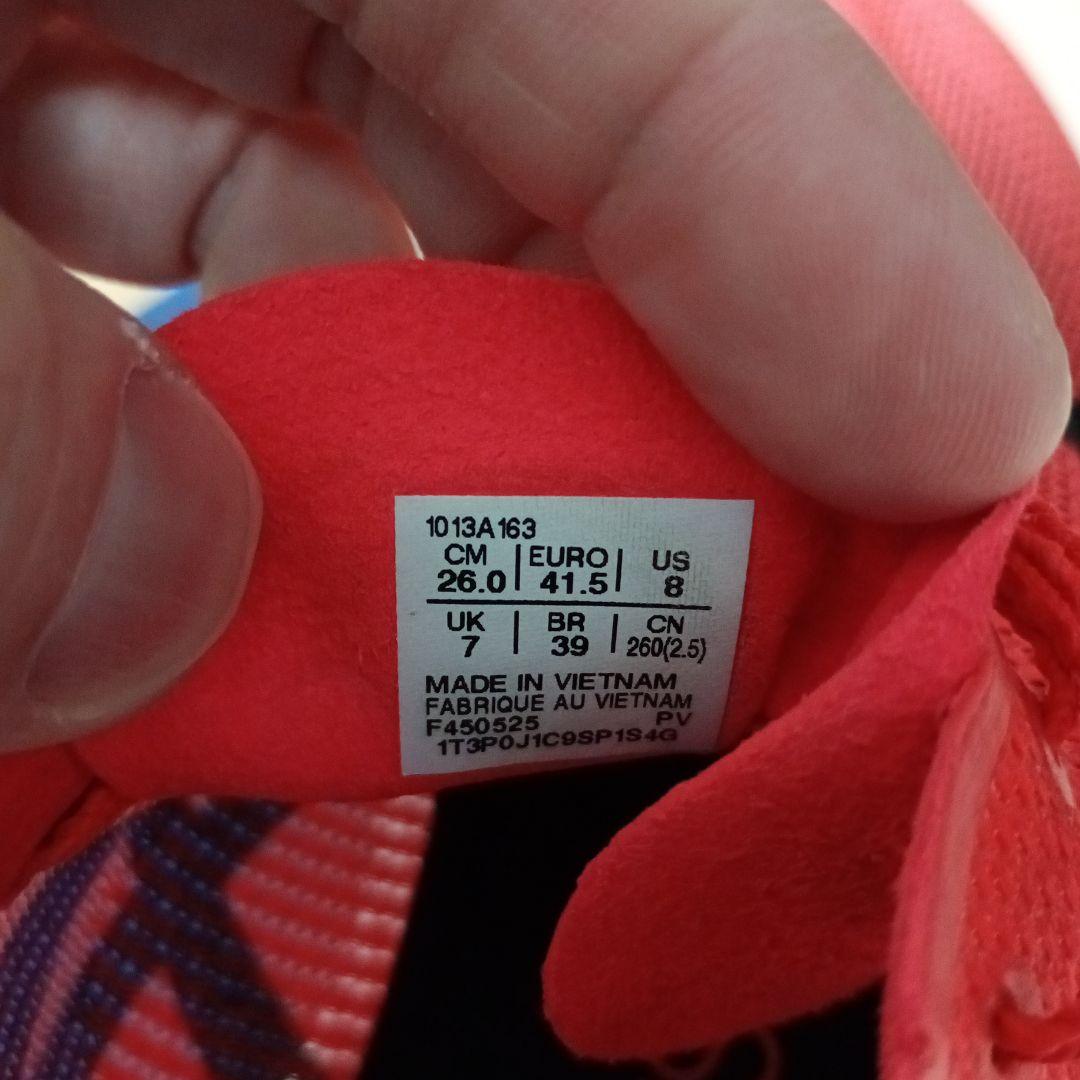 1013A163
CM | EURO | US
26.0 | 41.5 | 8
UK | BR | CN
7 | 39 | 260(2.5)
MADE IN VIETNAM
FABRIQUE AU VIETNAM
F450525 PV
1T3P0J1C9SP1S4G